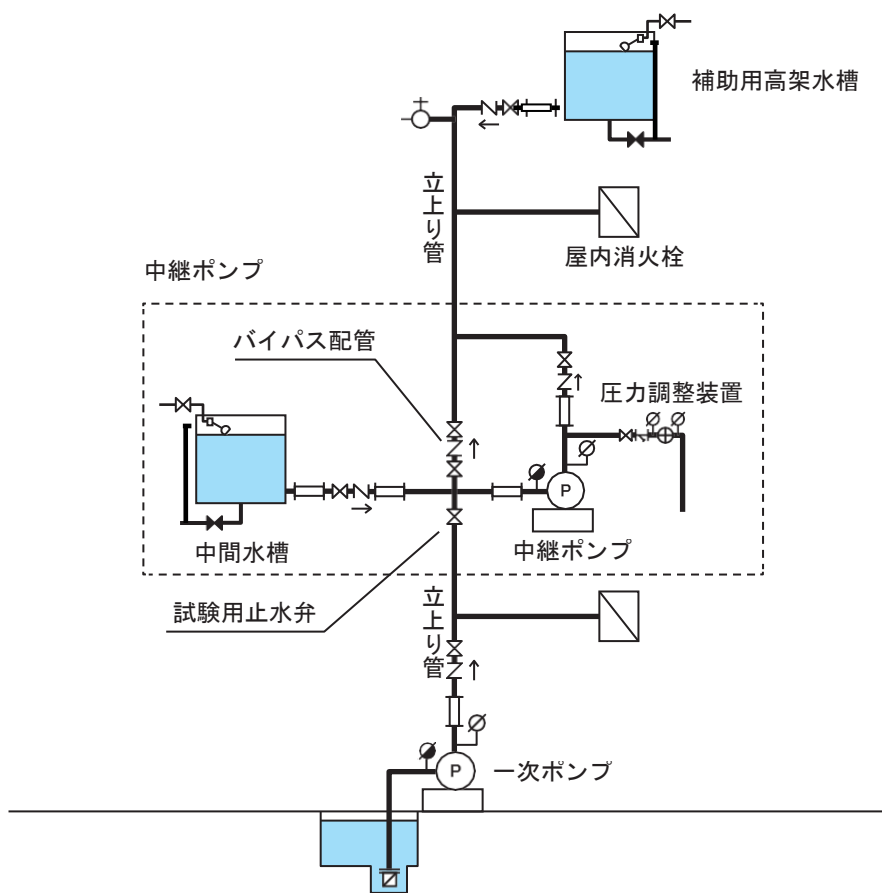 補助用高架水槽
立上り管
屋内消火栓
中継ポンプ
バイパス配管
圧力調整装置
P
中間水槽
中継ポンプ
試験用止水弁
立上り管
P
一次ポンプ